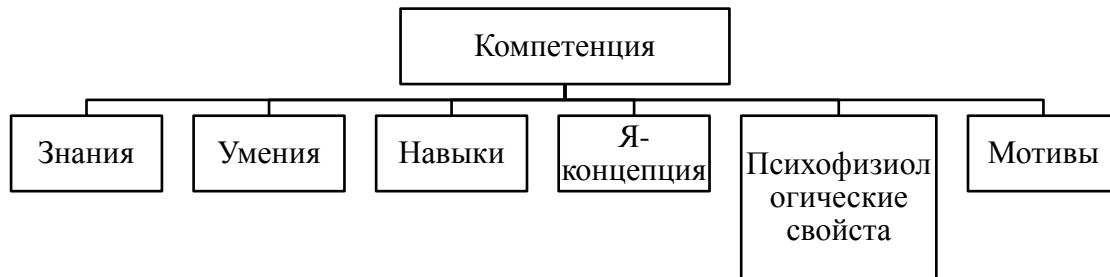 Компетенция
Знания
Умения
Навыки
Я-
концепция
Психофизиол
огические
свойста
Мотивы